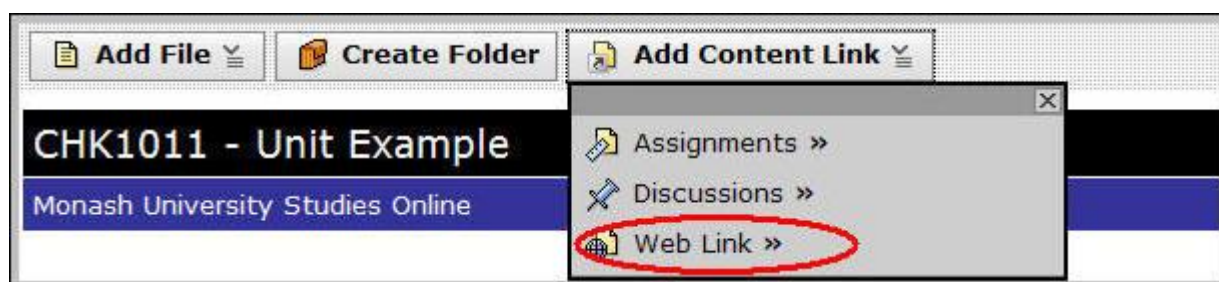 Add File Create Folder Add Content Link
CHK1011 - Unit Example
Monash University Studies Online
Assignments »
Discussions »
Web Link »